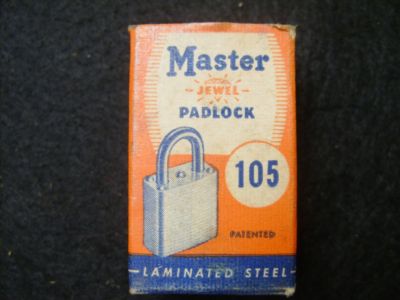 Master
JEWEL
PADLOCK
105
PATENTED
LAMINATED STEEL